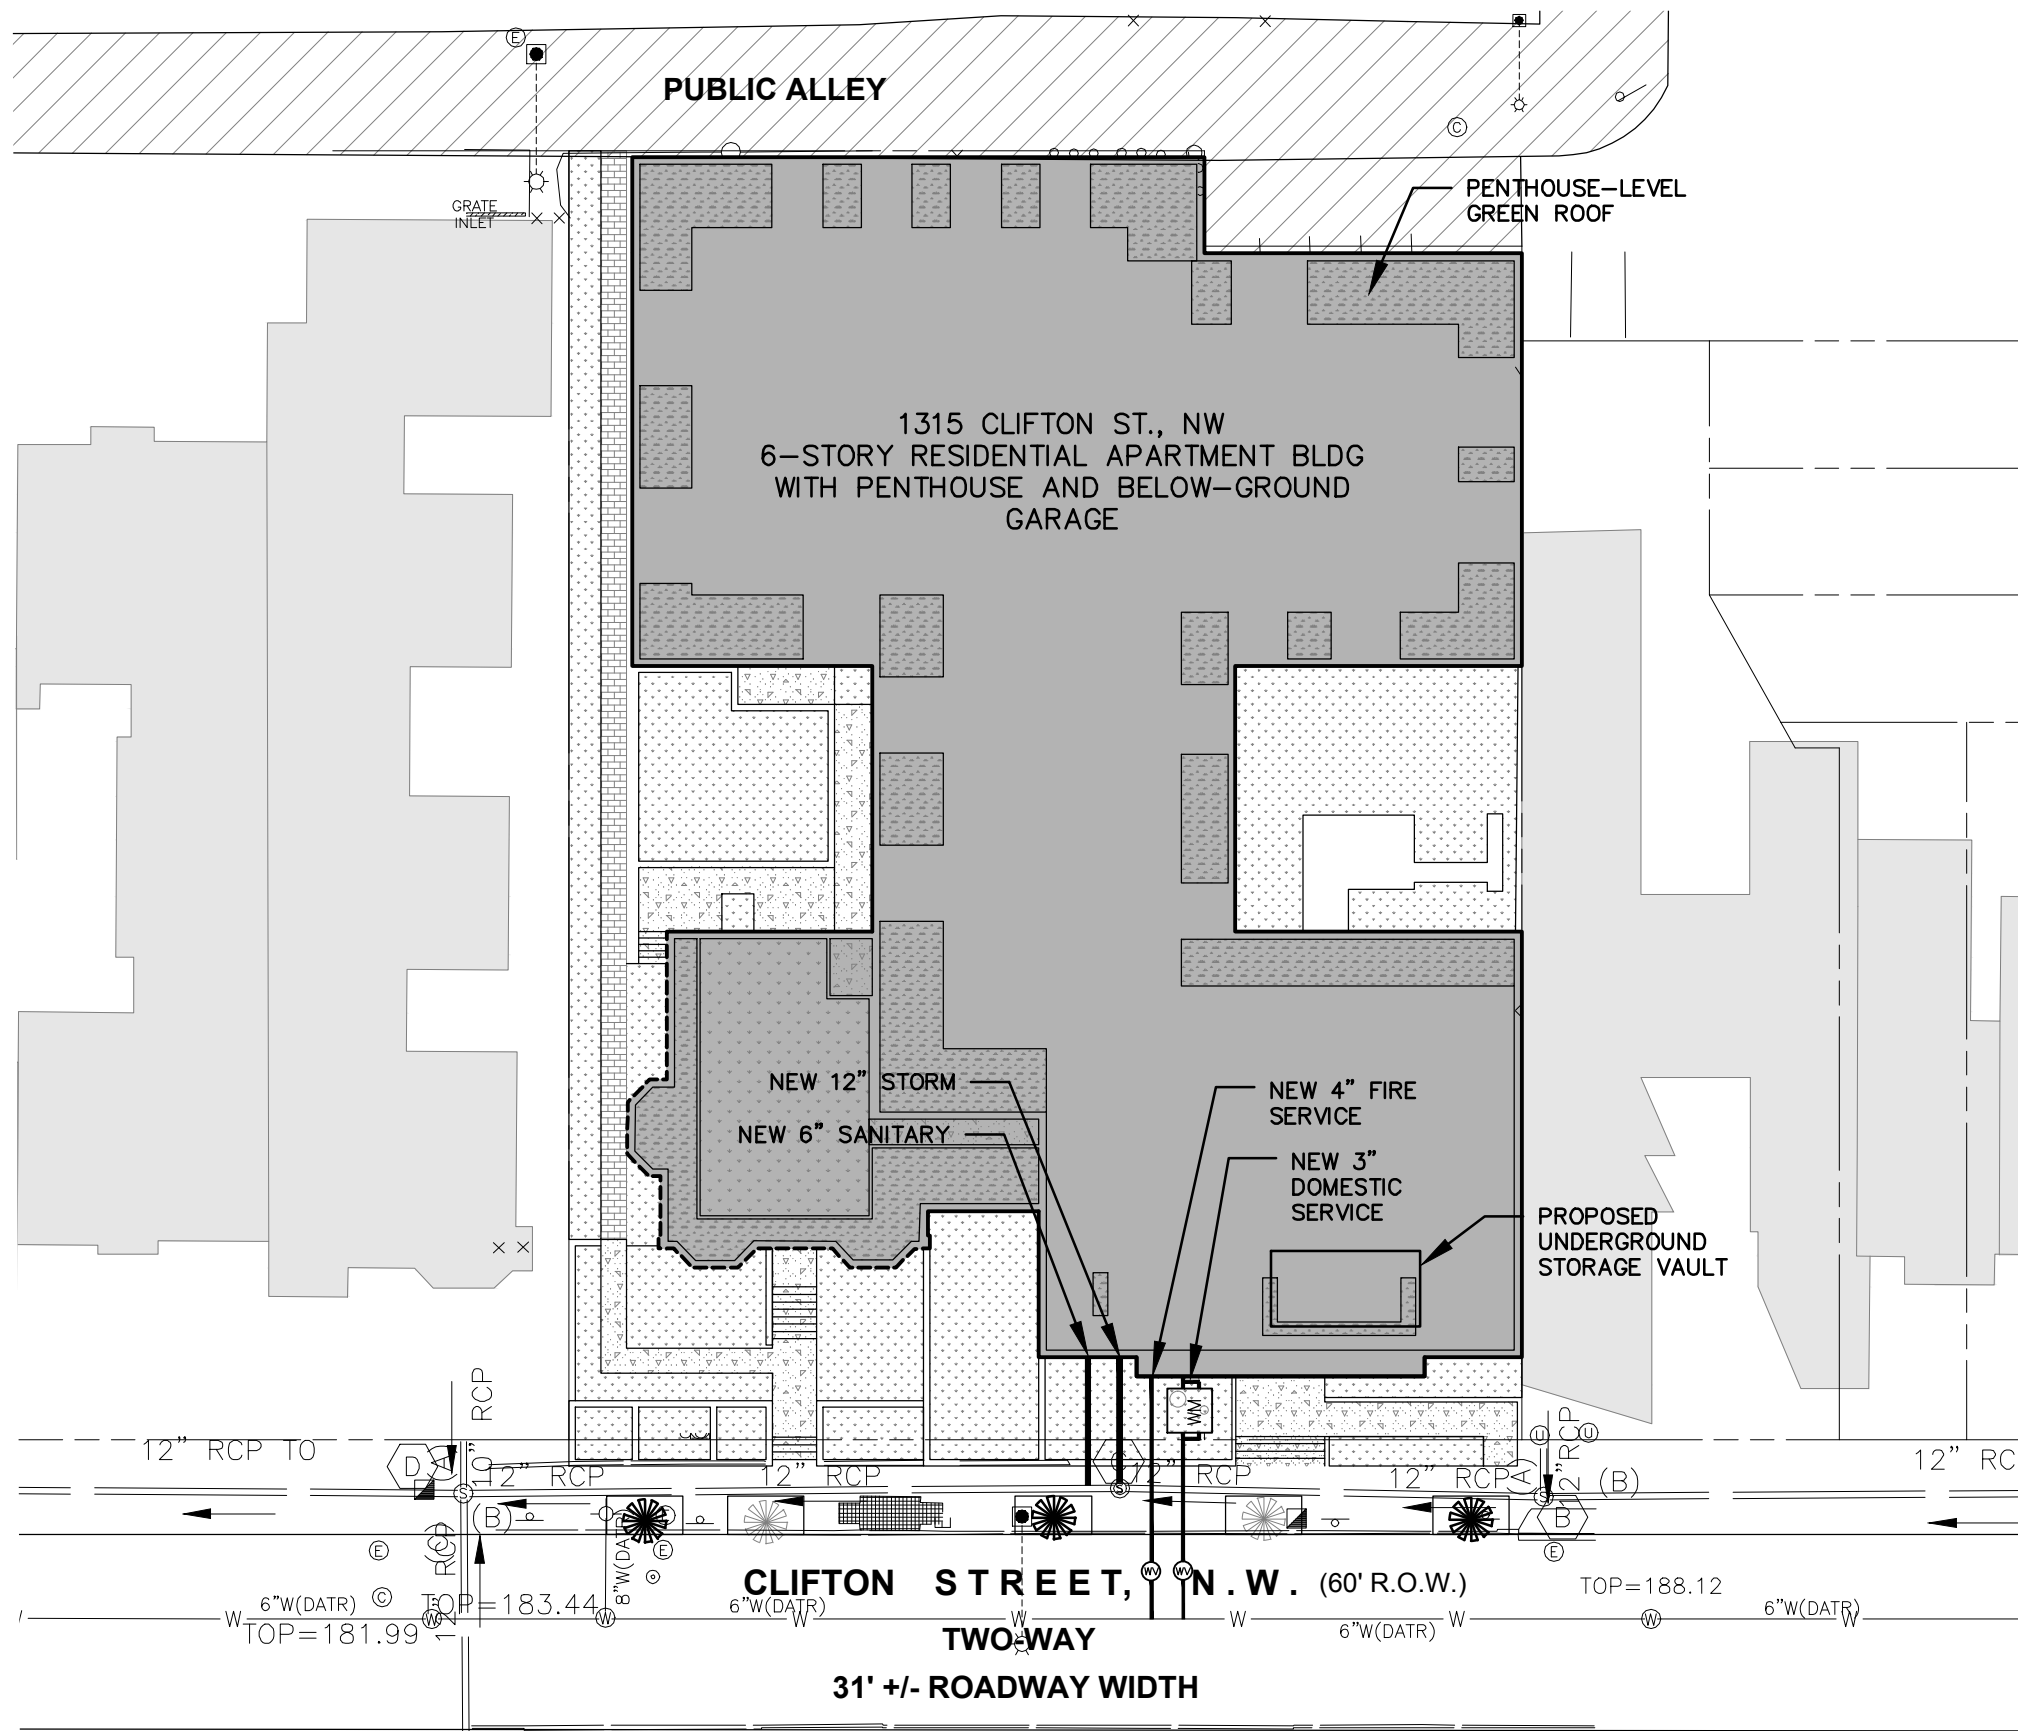 E
PUBLIC ALLEY
C
GRATE
INLET
PENTHOUSE-LEVEL
GREEN ROOF
1315 CLIFTON ST., NW
6-STORY RESIDENTIAL APARTMENT BLDG
WITH PENTHOUSE AND BELOW-GROUND
GARAGE
NEW 12" STORM
NEW 6" SANITARY
NEW 4" FIRE
SERVICE
NEW 3"
DOMESTIC
SERVICE
PROPOSED
UNDERGROUND
STORAGE VAULT
WM
12" RCP TO
D
(A)
10" RCP
12" RCP
12" RCP
C
12" RCP
12" RCP
(A)
12" RCP
U
U
(B)
12" RC
S
S
S
(B)
B
(C)
12" RCP
E
E
E
E
8"W(DATR)
CLIFTON STREET, N.W. (60' R.O.W.)
WV
WV
TOP=188.12
C
6"W(DATR)
TOP=183.44
6"W(DATR)
6"W(DATR)
W
W
W
W
W
W
W
W
W
TOP=181.99
6"W(DATR)
TWO-WAY
31' +/- ROADWAY WIDTH